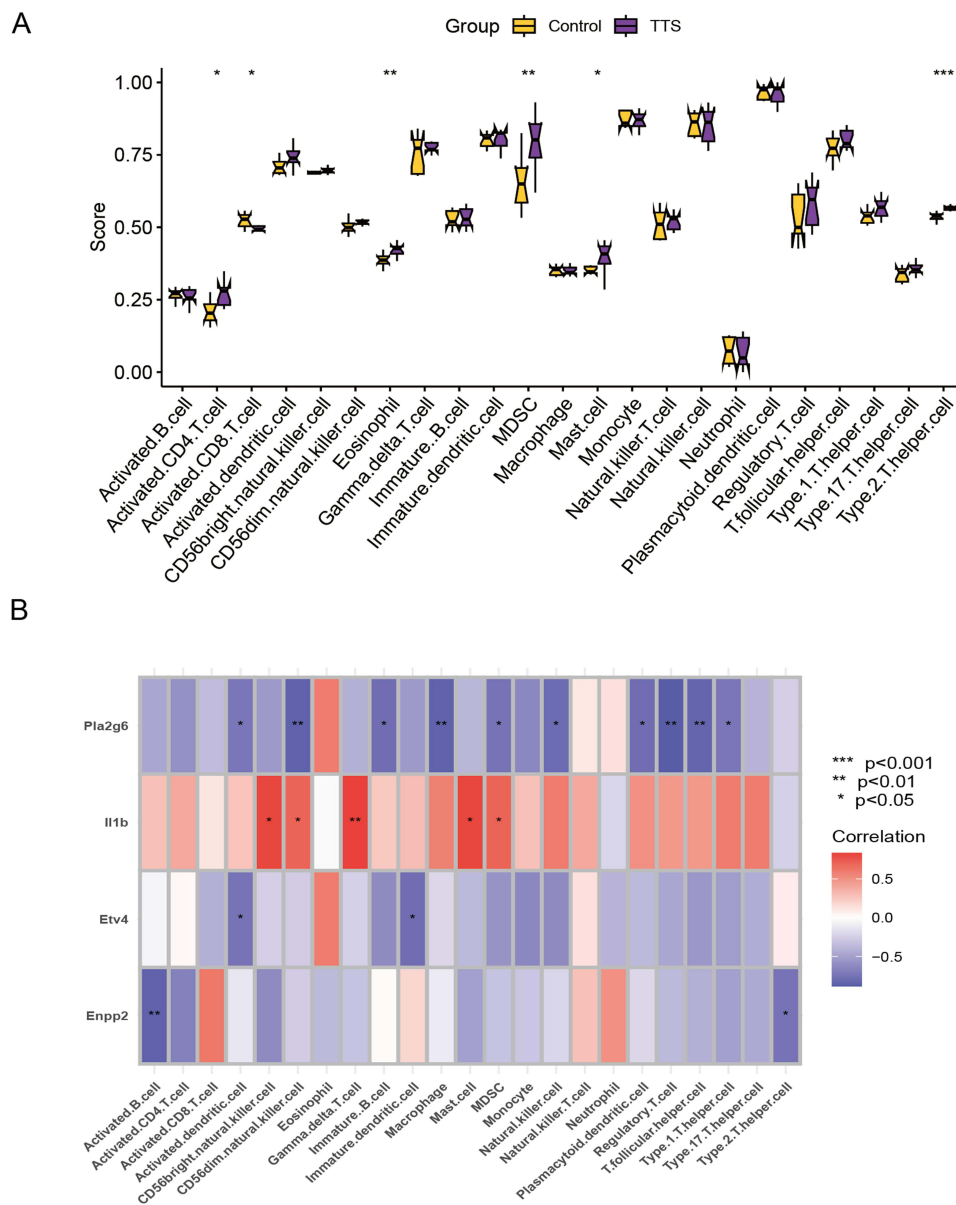 A
Group Control TTS
* * ** ** * ***
1.00
0.75
0.50
0.25
0.00
Score
Activated.B.cell
Activated.CD4.T.cell
Activated.CD8.T.cell
Activated.dendritic.cell
CD56bright.natural.killer.cell
CD56dim.natural.killer.cell
Eosinophil
Gamma.delta.T.cell
Immature..B.cell
Immature.dendritic.cell
MDSC
Macrophage
Mast.cell
Monocyte
Natural.killer.T.cell
Natural.killer.cell
Neutrophil
Plasmacytoid.dendritic.cell
Regulatory.T.cell
T.follicular.helper.cell
Type.1.T.helper.cell
Type.17.T.helper.cell
Type.2.T.helper.cell
B
Pla2g6 * ** * ** * * * ** ** *
Il1b * * ** * *
Etv4 * *
Enpp2 ** *
*** p<0.001
** p<0.01
* p<0.05
Correlation
0.5
0.0
−0.5
Activated.B.cell
Activated.CD4.T.cell
Activated.CD8.T.cell
Activated.dendritic.cell
CD56bright.natural.killer.cell
CD56dim.natural.killer.cell
Eosinophil
Gamma.delta.T.cell
Immature..B.cell
Immature.dendritic.cell
Macrophage
Mast.cell
MDSC
Monocyte
Natural.killer.cell
Natural.killer.T.cell
Neutrophil
Plasmacytoid.dendritic.cell
Regulatory.T.cell
T.follicular.helper.cell
Type.1.T.helper.cell
Type.17.T.helper.cell
Type.2.T.helper.cell